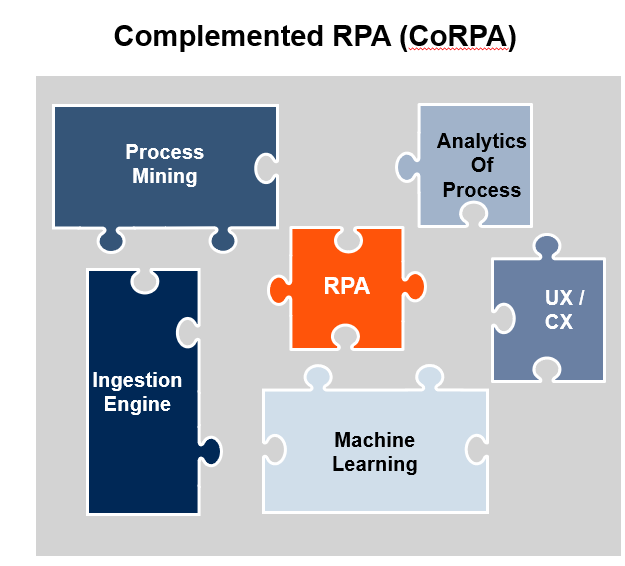 Complemented RPA (CoRPA)
Process
Mining
Analytics
Of
Process
RPA
UX /
CX
Ingestion
Engine
Machine
Learning